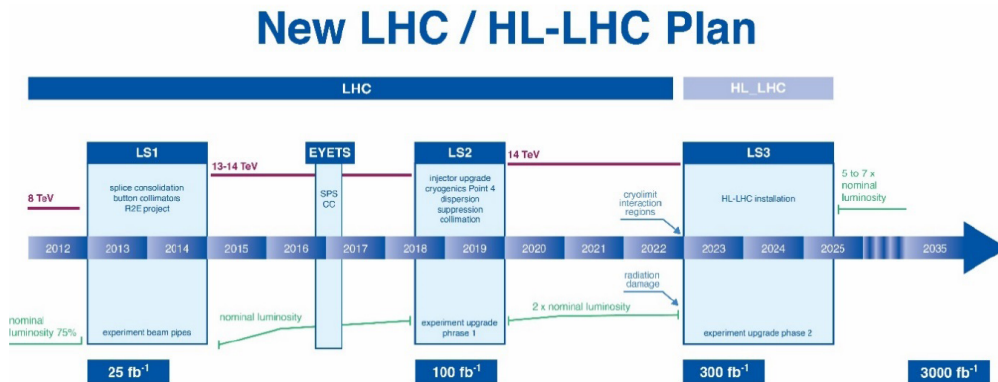 New LHC / HL-LHC Plan
LHC
HL_LHC
LS1
EYETS
LS2
LS3
8 TeV
13-14 TeV
14 TeV
splice consolidation
button collimators
R2E project
SPS
CC
injector upgrade
cryogenics Point 4
dispersion
suppression
collimation
cryolimit
interaction
regions
HL-LHC installation
5 to 7 x
nominal
luminosity
2012
2013
2014
2015
2016
2017
2018
2019
2020
2021
2022
2023
2024
2025
2035
radiation
damage
nominal
luminosity 75%
experiment beam pipes
nominal luminosity
experiment upgrade
phrase 1
2 x nominal luminosity
experiment upgrade phase 2
25 fb⁻¹
100 fb⁻¹
300 fb⁻¹
3000 fb⁻¹